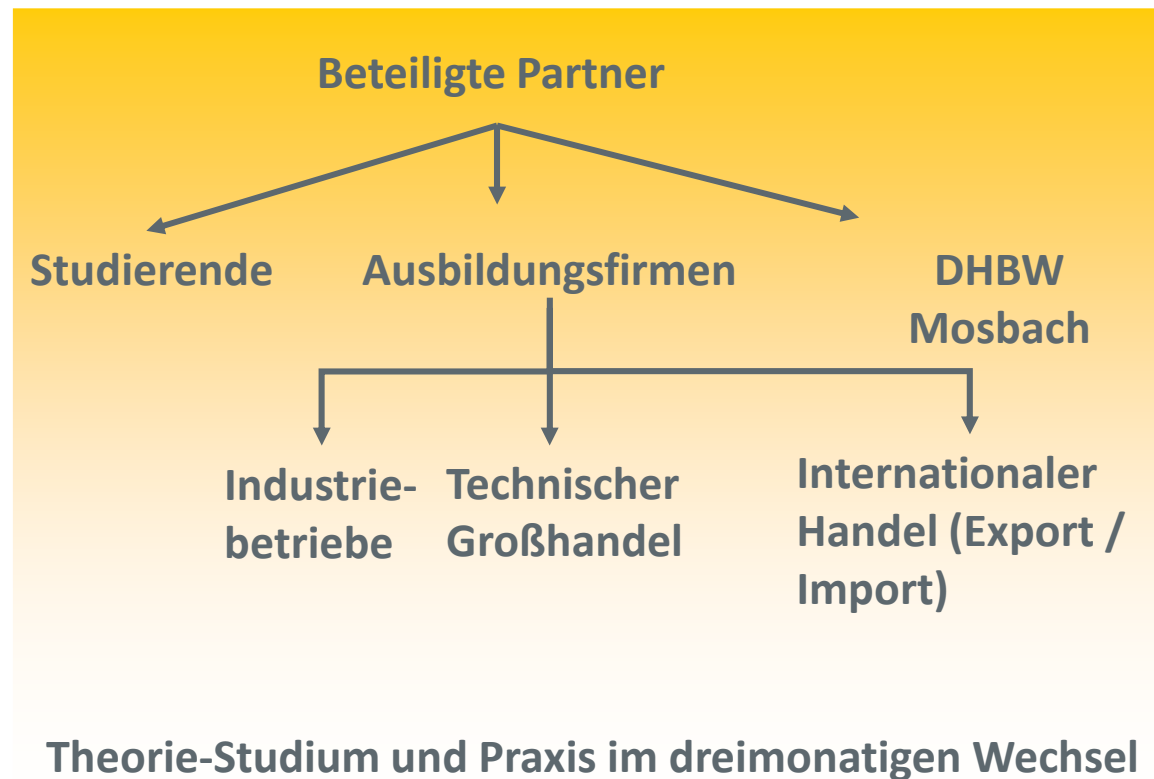 Beteiligte Partner
Studierende
Ausbildungsfirmen
DHBW
Mosbach
Industrie-
betriebe
Technischer
Großhandel
Internationaler
Handel (Export /
Import)
Theorie-Studium und Praxis im dreimonatigen Wechsel